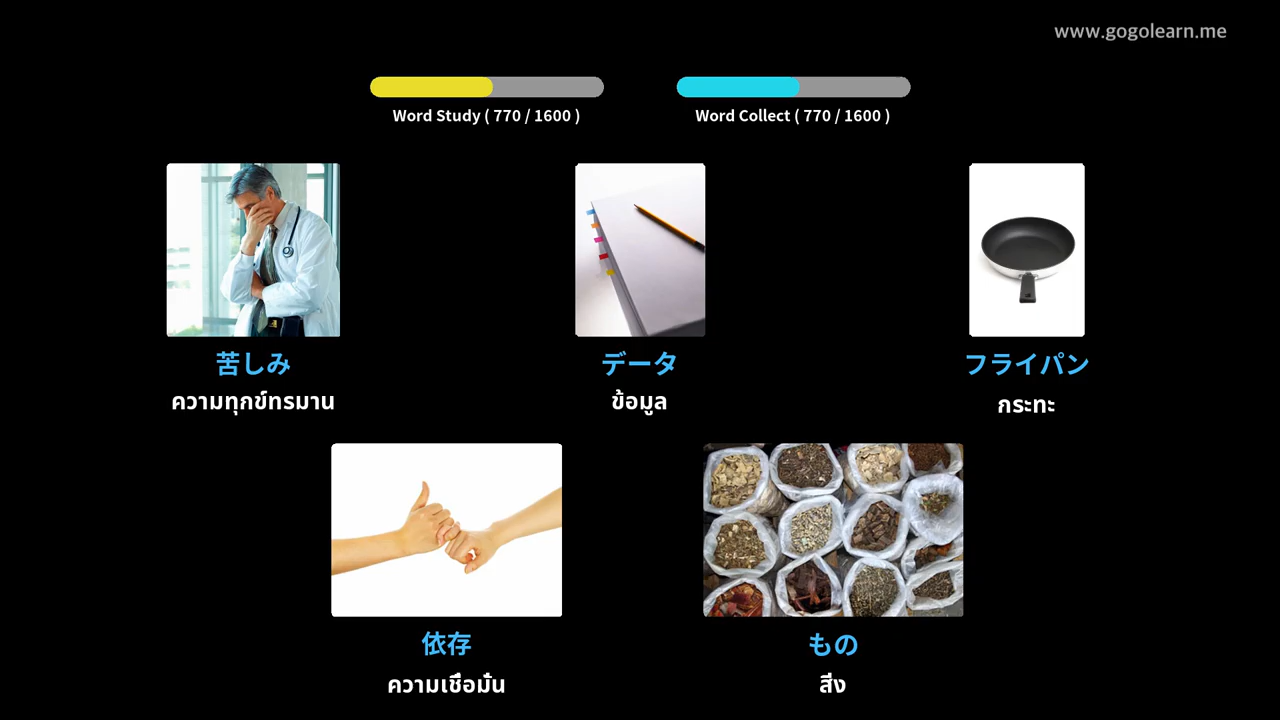 www.gogolearn.me
Word Study ( 770 / 1600 )
Word Collect ( 770 / 1600 )
苦しみ
ความทุกข์ทรมาน
データ
ข้อมูล
フライパン
กระทะ
依存
ความเชื่อมั่น
もの
สิ่ง